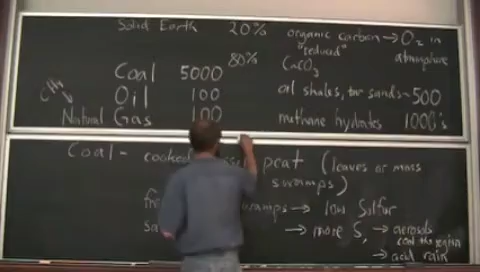 Solid Earth 20% organic carbon → O2 in
"reduced" atmosphere
80% CaCO3
Coal 5000
CH4 Oil 100 oil shales, tar sands ~500
Natural Gas 100 methane hydrates 1000's
Coal - cooked peat (leaves or moss
swamps)
→ low Sulfur
→ more S, → aerosols
cool the region
→ acid rain